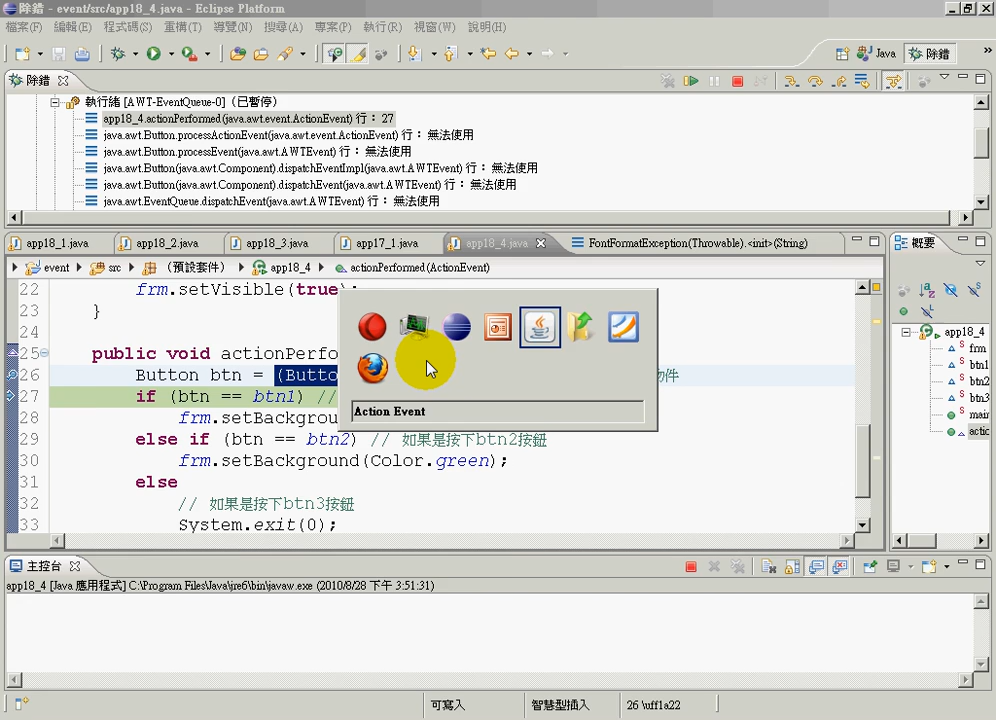 除錯 - event/src/app18_4.java - Eclipse Platform
檔案(F) 編輯(E) 程式碼(S) 重構(T) 導覽(N) 搜尋(A) 專案(P) 執行(R) 視窗(W) 說明(H)
Java 除錯 »
除錯
執行緒 [AWT-EventQueue-0]（已暫停）
app18_4.actionPerformed(java.awt.event.ActionEvent) 行： 27
java.awt.Button.processActionEvent(java.awt.event.ActionEvent) 行： 無法使用
java.awt.Button.processEvent(java.awt.AWTEvent) 行： 無法使用
java.awt.Button(java.awt.Component).dispatchEventImpl(java.awt.AWTEvent) 行： 無法使用
java.awt.Button(java.awt.Component).dispatchEvent(java.awt.AWTEvent) 行： 無法使用
java.awt.EventQueue.dispatchEvent(java.awt.AWTEvent) 行： 無法使用
app18_1.java app18_2.java app18_3.java app17_1.java app18_4.java FontFormatException(Throwable).<init>(String)
概要
event src （預設套件） app18_4 actionPerformed(ActionEvent)
22 frm.setVisible(true)
23 }
24
25 public void actionPerfo
26 Button btn = (Butto 物件
27 if (btn == btn1) //
28 frm.setBackgrou
29 else if (btn == btn2) // 如果是按下btn2按鈕
30 frm.setBackground(Color.green);
31 else
32 // 如果是按下btn3按鈕
33 System.exit(0);
Action Event
app18_4
frm
btn1
btn2
btn3
main
actio
主控台
app18_4 [Java 應用程式] C:\Program Files\Java\jre6\bin\javaw.exe (2010/8/28 下午 3:51:31)
可寫入 智慧型插入 26 \uff1a22